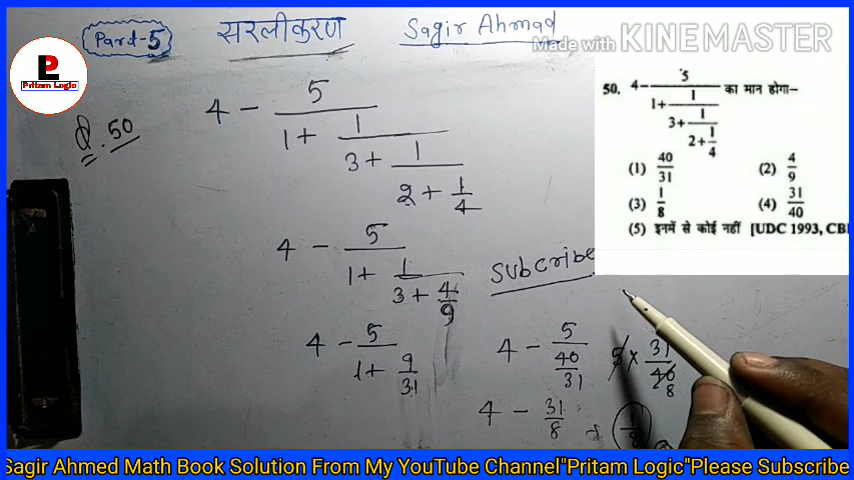 Part-5 सरलीकरण Sagir Ahmad
Made with KINEMASTER
Pritam Logic
Q. 50
4 - 5/(1 + 1/(3 + 1/(2 + 1/4)))
4 - 5/(1 + 1/(3 + 4/9))
Subcribe
4 - 5/(1 + 9/31)
4 - 5/(40/31) 5 × 31/40 8
4 - 31/8 1/8
50. 4 - 5/(1 + 1/(3 + 1/(2 + 1/4))) का मान होगा–
(1) 40/31 (2) 4/9
(3) 1/8 (4) 31/40
(5) इनमें से कोई नहीं [UDC 1993, CBI
Sagir Ahmed Math Book Solution From My YouTube Channel"Pritam Logic"Please Subscribe